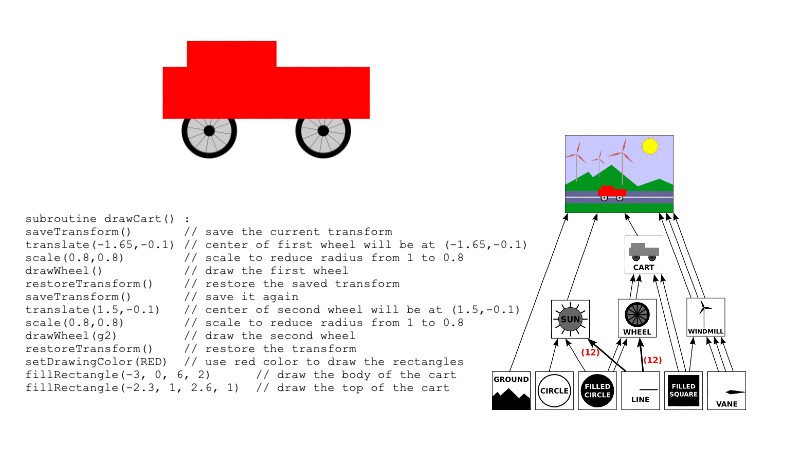 subroutine drawCart() :
saveTransform() // save the current transform
translate(-1.65,-0.1) // center of first wheel will be at (-1.65,-0.1)
scale(0.8,0.8) // scale to reduce radius from 1 to 0.8
drawWheel() // draw the first wheel
restoreTransform() // restore the saved transform
saveTransform() // save it again
translate(1.5,-0.1) // center of second wheel will be at (1.5,-0.1)
scale(0.8,0.8) // scale to reduce radius from 1 to 0.8
drawWheel(g2) // draw the second wheel
restoreTransform() // restore the transform
setDrawingColor(RED) // use red color to draw the rectangles
fillRectangle(-3, 0, 6, 2) // draw the body of the cart
fillRectangle(-2.3, 1, 2.6, 1) // draw the top of the cart
CART
SUN
WHEEL
WINDMILL
(12)
(12)
GROUND
CIRCLE
FILLED
CIRCLE
LINE
FILLED
SQUARE
VANE